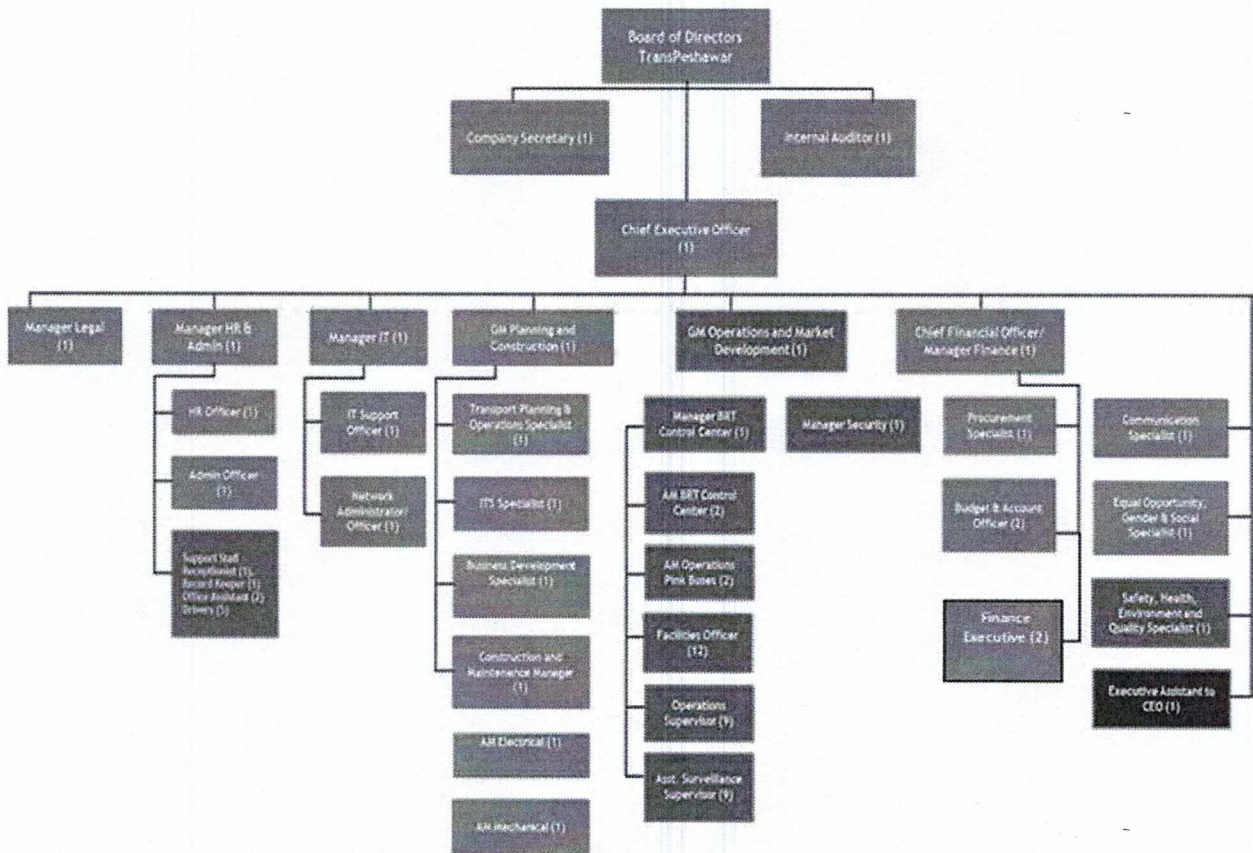 Board of Directors
TransPeshawar
Company Secretary (1)
Internal Auditor (1)
Chief Executive Officer
(1)
Manager Legal
(1)
Manager HR &
Admin (1)
Manager IT (1)
GM Planning and
Construction (1)
GM Operations and Market
Development (1)
Chief Financial Officer/
Manager Finance (1)
HR Officer (1)
Admin Officer
(1)
Support Staff
Receptionist (1),
Record Keeper (1)
Office Assistant (2)
Drivers (5)
IT Support
Officer (1)
Network
Administrator/
Officer (1)
Transport Planning &
Operations Specialist
(1)
ITS Specialist (1)
Business Development
Specialist (1)
Construction and
Maintenance Manager
(1)
AM Electrical (1)
AM Mechanical (1)
Manager BRT
Control Center (1)
AM BRT Control
Center (2)
AM Operations
Pink Buses (2)
Facilities Officer
(12)
Operations
Supervisor (9)
Asst. Surveillance
Supervisor (9)
Manager Security (1)
Procurement
Specialist (1)
Budget & Account
Officer (2)
Finance
Executive (2)
Communication
Specialist (1)
Equal Opportunity,
Gender & Social
Specialist (1)
Safety, Health,
Environment and
Quality Specialist (1)
Executive Assistant to
CEO (1)